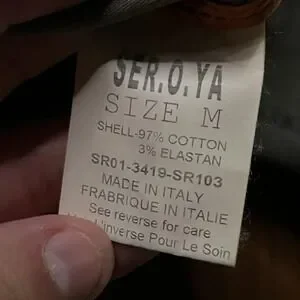 SER.O.YA
SIZE M
SHELL-97% COTTON
3% ELASTAN
SR01-3419-SR103
MADE IN ITALY
FRABRIQUE IN ITALIE
See reverse for care
L'inverse Pour Le Soin